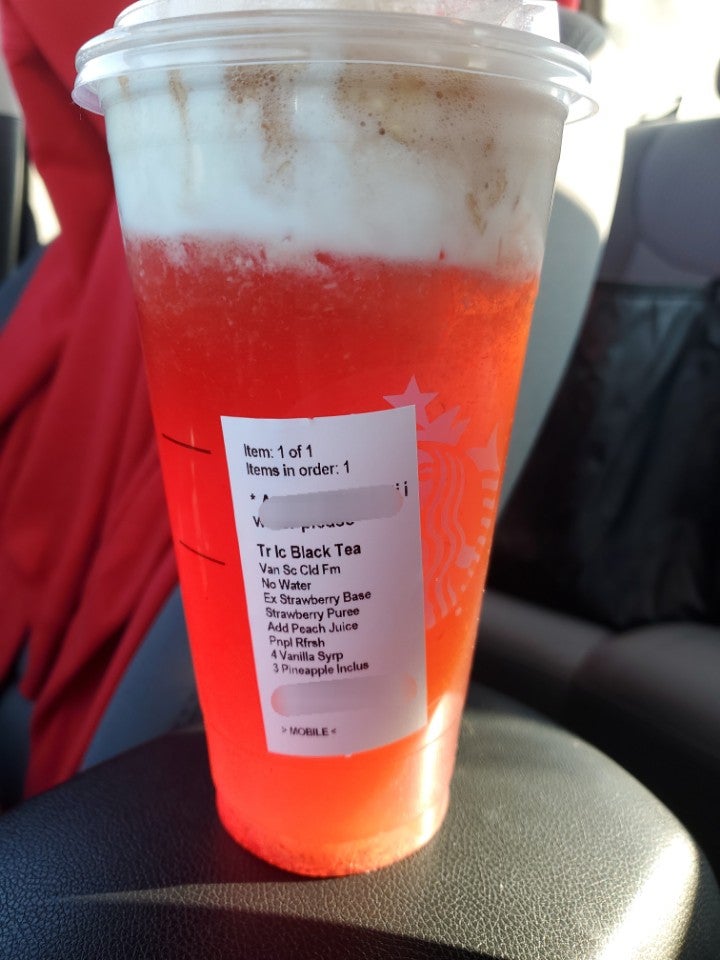 Item: 1 of 1
Items in order: 1
Tr Ic Black Tea
Van Sc Cld Fm
No Water
Ex Strawberry Base
Strawberry Puree
Add Peach Juice
Pnpl Rfrsh
4 Vanilla Syrp
3 Pineapple Inclus
> MOBILE <